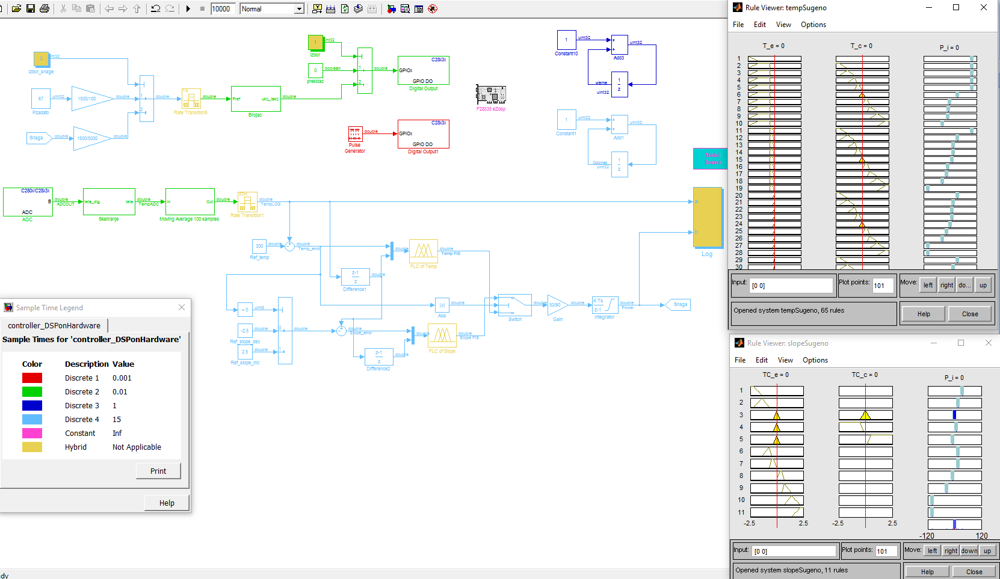 10000
Normal
int32
2
Izbor_snage
67
Pzadato
uint32
1500/100
double
Snaga
double
1500/5000
double
1
2
double
Ts
Rate Transition6
double
Pref
uklj_isklj
Brojac
double
1
Izbor
int32
0
prekidac
boolean
1
2
double
C28x3x
GPIOx
GPIO DO
Digital Output
Pulse
Generator
double
C28x3x
GPIOx
GPIO DO
Digital Output1
F28335 eZdsp
1
Constant10
uint32
Add3
uint32
vreme
uint32
1
z
Constant1
uint32
Add1
uint32
Odbirak
uint32
1
z
Model
Source
C280x/C28x3x
B
ADC
ADC
double
ADCOUT
teta_dig
teta
Skaliranje
double
TempADC
In
Out
Moving Average 100 samples
double
ZOH
Rate Transition1
double
TempLOG
a
b
Log
300
Ref_temp
double
double
Temp_error
z-1
z
Difference1
double
double
FLC of Temp
double
Temp FIS
< 0
uint8
-2.5
Ref_slope_dec
double
2.5
Ref_slope_inc
double
0
1
double
double
Slope_error
z-1
z
Difference2
double
double
FLC of Slope
double
Slope FIS
|u|
Abs
double
Switch
double
50/90
Gain
double
K Ts
z-1
Integrator
double
Power
Snaga
Sample Time Legend
controller_DSPonHardware
Sample Times for 'controller_DSPonHardware'
Color Description Value
Discrete 1 0.001
Discrete 2 0.01
Discrete 3 1
Discrete 4 15
Constant Inf
Hybrid Not Applicable
Print
Help
dy
Rule Viewer: tempSugeno
File Edit View Options
T_e = 0 T_c = 0 P_i = 0
1
2
3
4
5
6
7
8
9
10
11
12
13
14
15
16
17
18
19
20
21
22
23
24
25
26
27
28
29
30
Input: [0 0] Plot points: 101 Move: left right do... up
Opened system tempSugeno, 65 rules
Help Close
Rule Viewer: slopeSugeno
File Edit View Options
TC_e = 0 TC_c = 0 P_i = 0
1
2
3
4
5
6
7
8
9
10
11
-2.5 2.5 -2.5 2.5
-120 120
Input: [0 0] Plot points: 101 Move: left right down up
Opened system slopeSugeno, 11 rules
Help Close